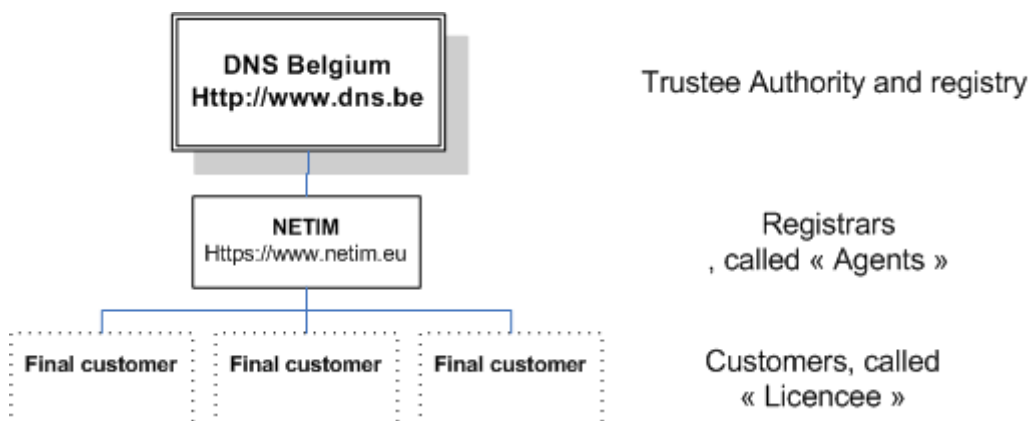 DNS Belgium
Http://www.dns.be
Trustee Authority and registry
NETIM
Https://www.netim.eu
Registrars
, called « Agents »
Final customer
Final customer
Final customer
Customers, called
« Licencee »